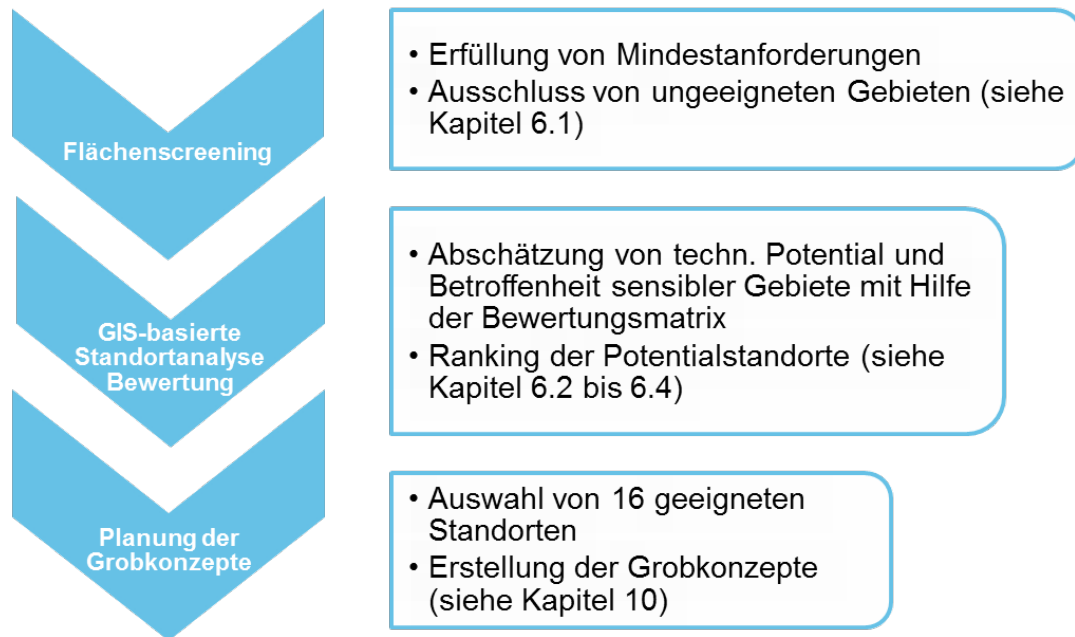 Flächenscreening
• Erfüllung von Mindestanforderungen
• Ausschluss von ungeeigneten Gebieten (siehe
Kapitel 6.1)
GIS-basierte
Standortanalyse
Bewertung
• Abschätzung von techn. Potential und
Betroffenheit sensibler Gebiete mit Hilfe
der Bewertungsmatrix
• Ranking der Potentialstandorte (siehe
Kapitel 6.2 bis 6.4)
Planung der
Grobkonzepte
• Auswahl von 16 geeigneten
Standorten
• Erstellung der Grobkonzepte
(siehe Kapitel 10)